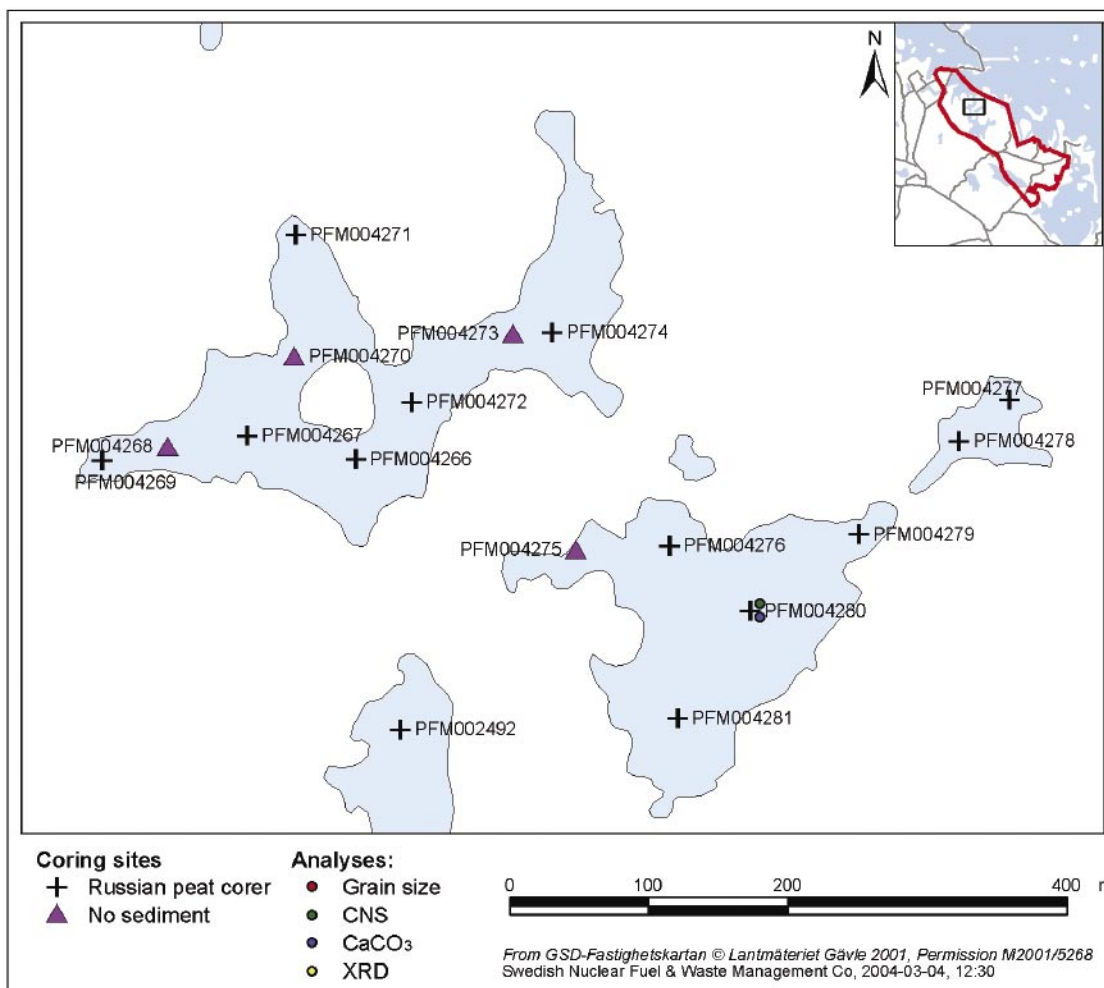 N
PFM004271
PFM004273
PFM004274
PFM004270
PFM004277
PFM004272
PFM004267
PFM004268
PFM004278
PFM004266
PFM004269
PFM004279
PFM004275
PFM004276
PFM004280
PFM004281
PFM002492
Coring sites
Russian peat corer
No sediment
Analyses:
Grain size
CNS
CaCO₃
XRD
0 100 200 400
From GSD-Fastighetskartan © Lantmäteriet Gävle 2001, Permission M2001/5268
Swedish Nuclear Fuel & Waste Management Co, 2004-03-04, 12:30